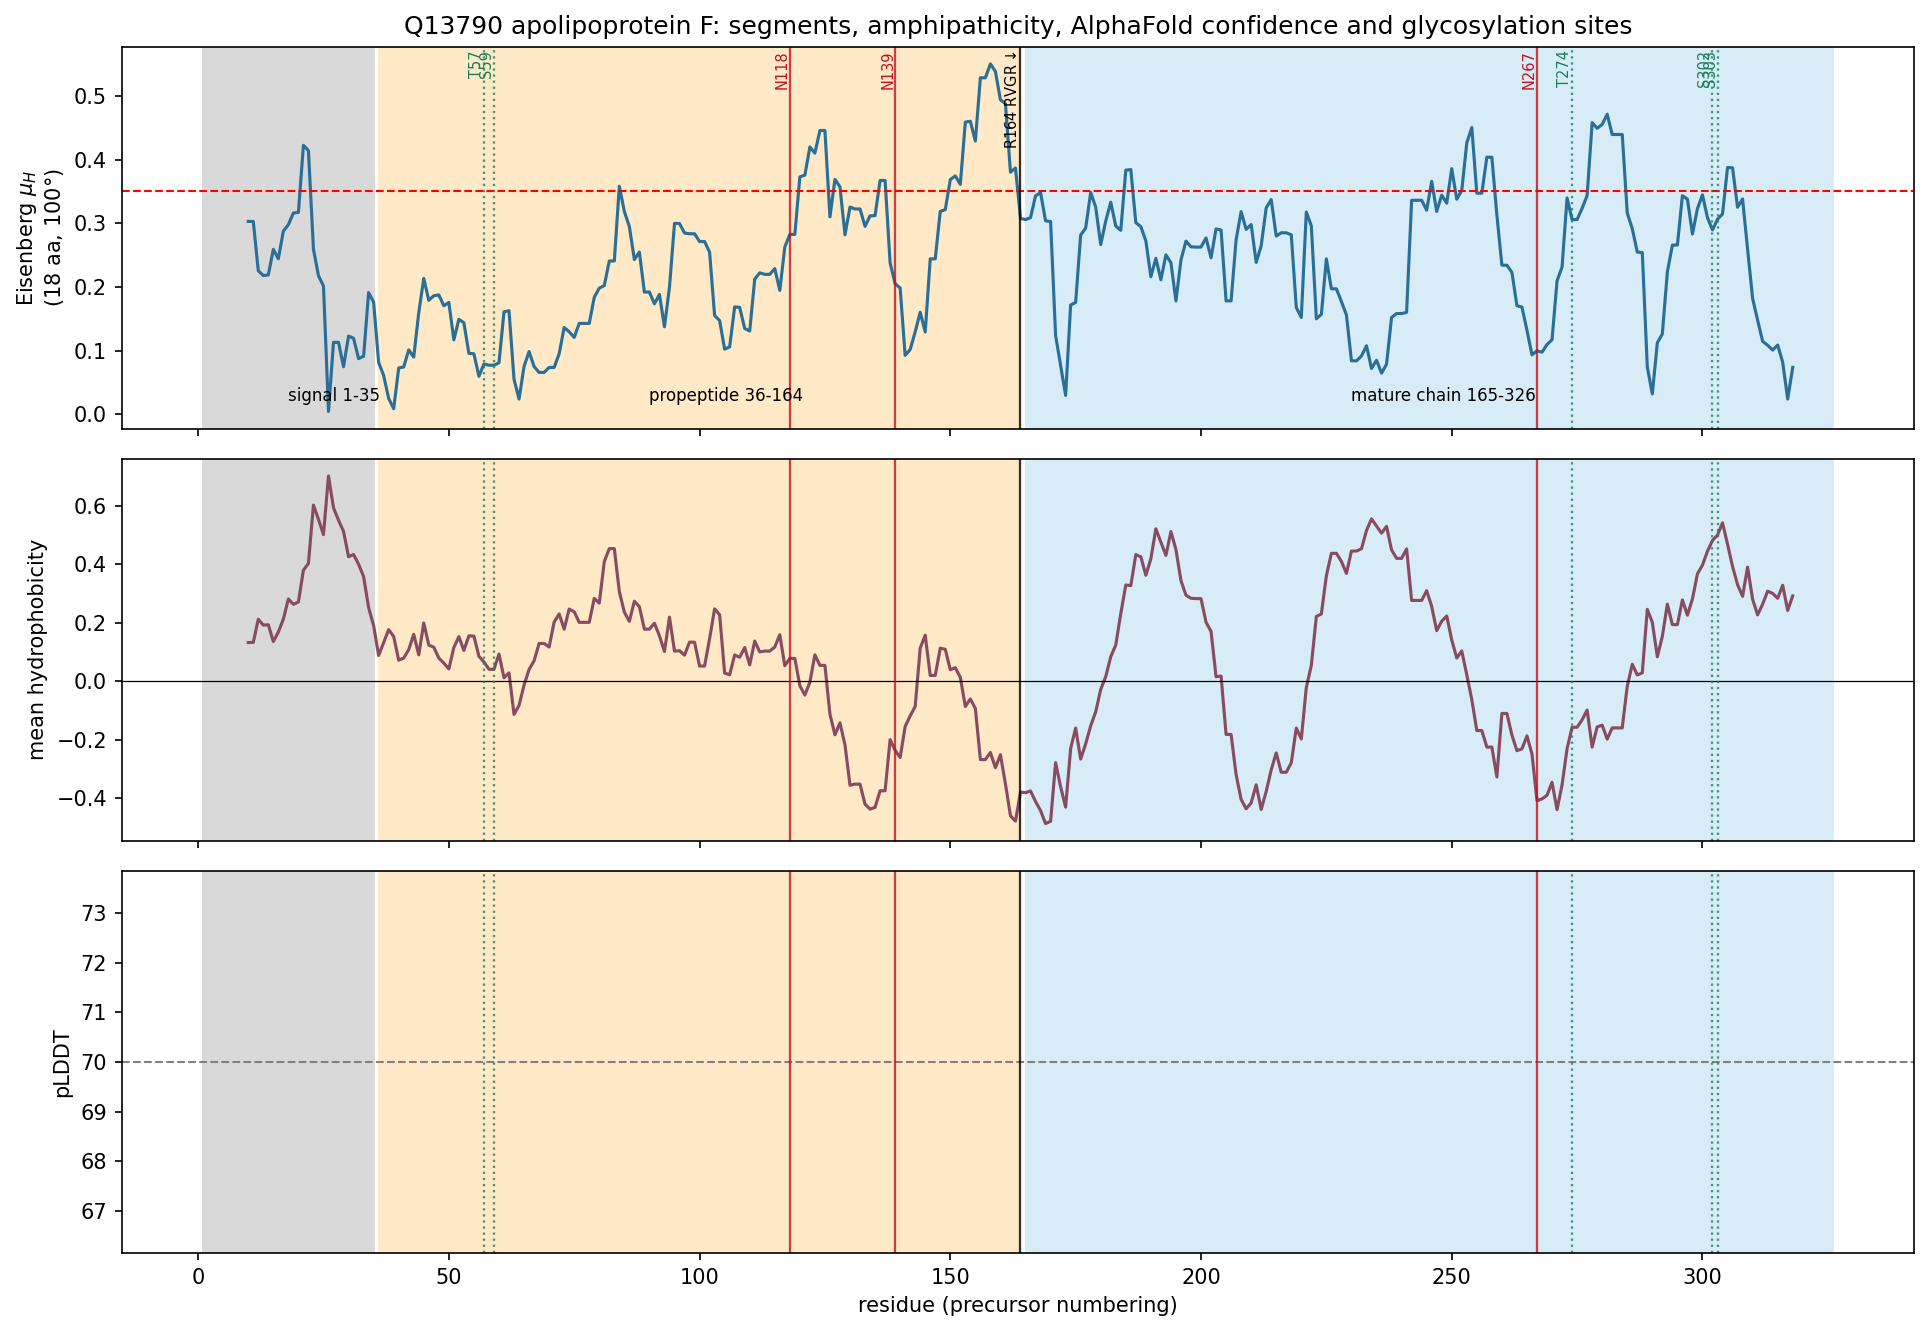 Q13790 apolipoprotein F: segments, amphipathicity, AlphaFold confidence and glycosylation sites
Eisenberg μH
(18 aa, 100°)
0.5
0.4
0.3
0.2
0.1
0.0
T57
S59
N118
N139
R164 RVGR ↓
N267
T274
S302
S303
signal 1-35
propeptide 36-164
mature chain 165-326
mean hydrophobicity
0.6
0.4
0.2
0.0
−0.2
−0.4
pLDDT
73
72
71
70
69
68
67
0
50
100
150
200
250
300
residue (precursor numbering)